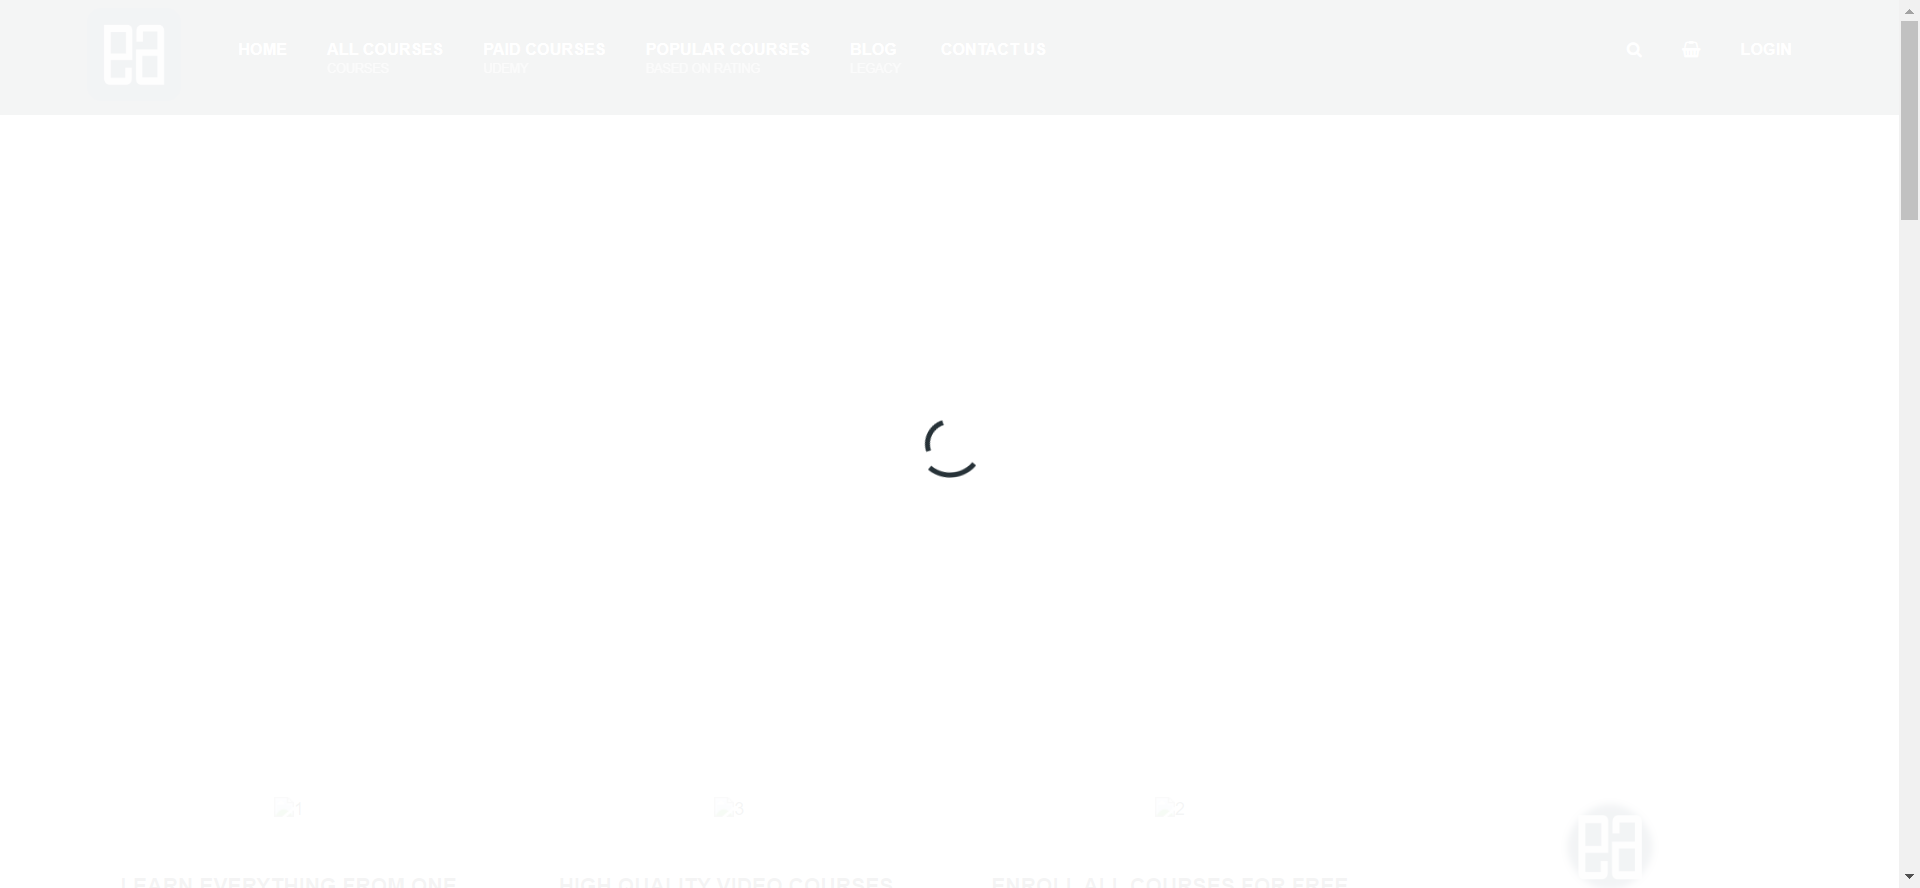 HOME
ALL COURSES
COURSES
PAID COURSES
UDEMY
POPULAR COURSES
BASED ON RATING
BLOG
LEGACY
CONTACT US
LOGIN
1
3
2
LEARN EVERYTHING FROM ONE
HIGH QUALITY VIDEO COURSES
ENROLL ALL COURSES FOR FREE